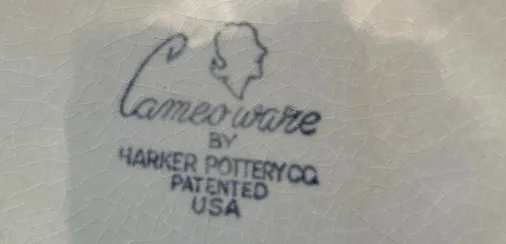 Cameoware
BY
HARKER POTTERY CO.
PATENTED
USA